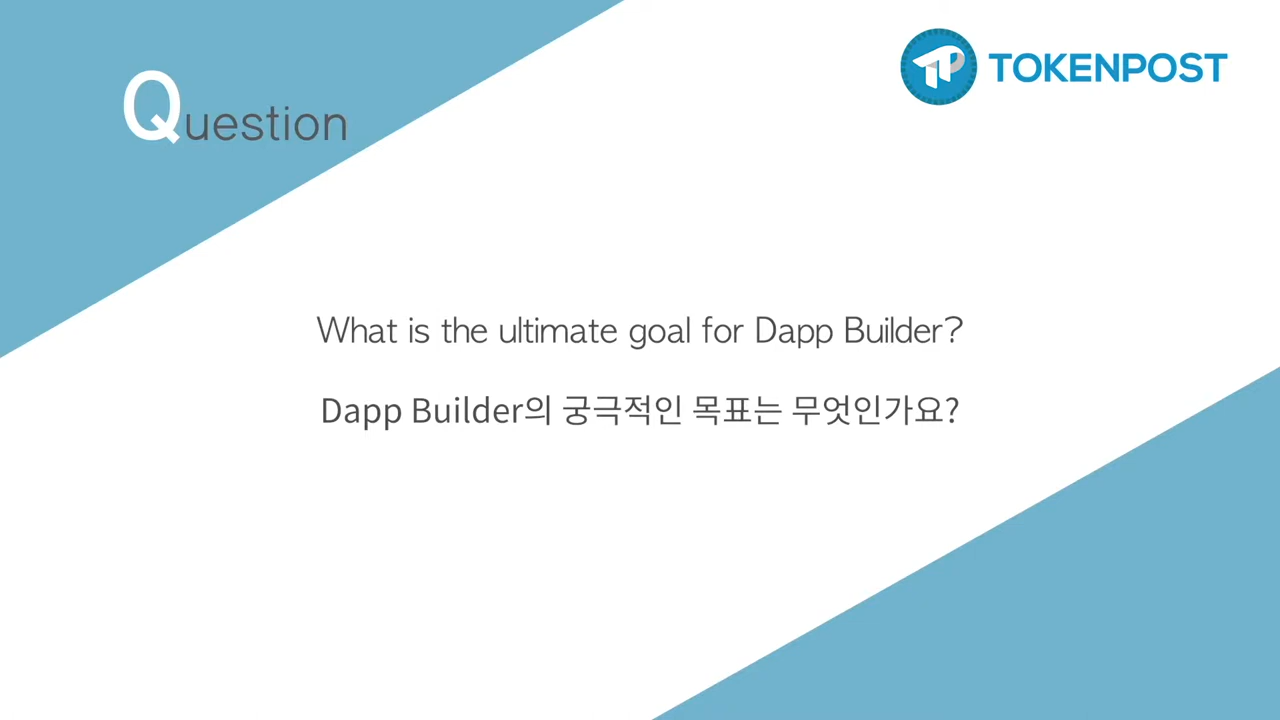 Question
TOKENPOST
What is the ultimate goal for Dapp Builder?
Dapp Builder의 궁극적인 목표는 무엇인가요?